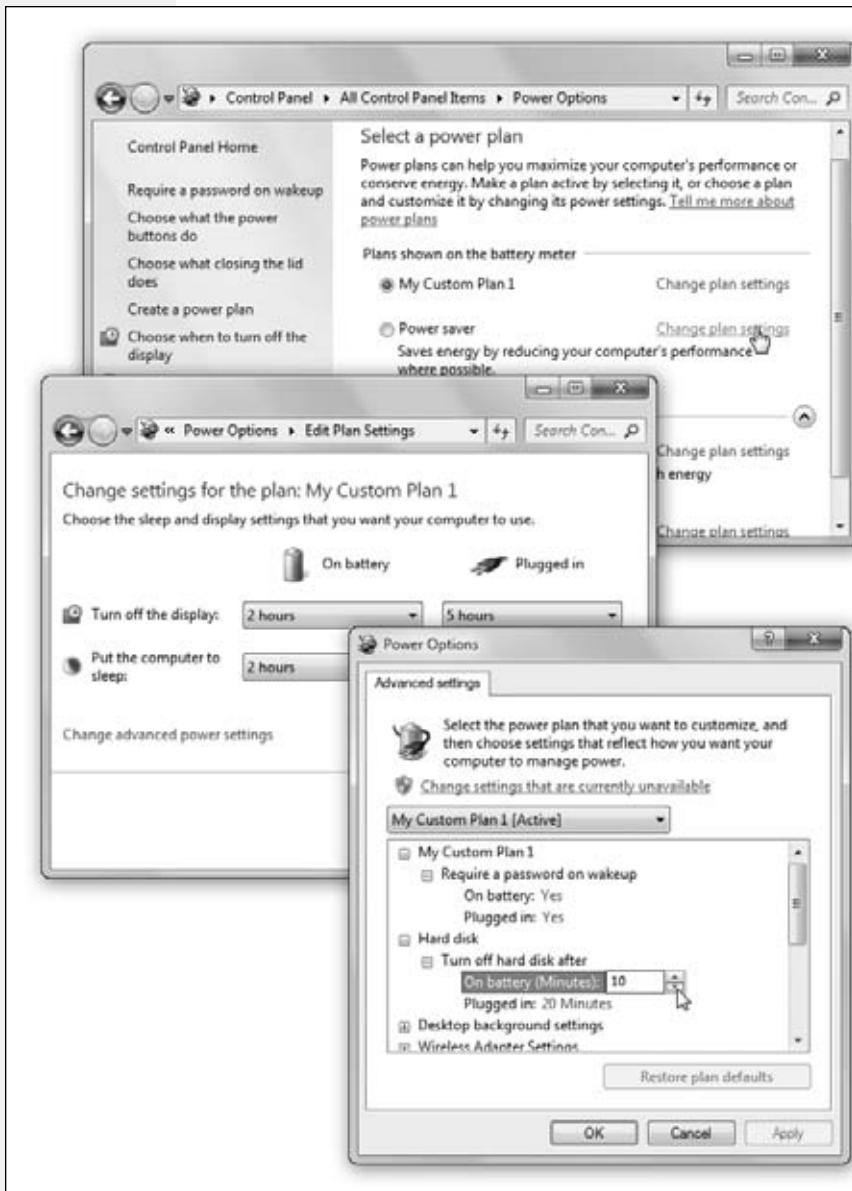 Control Panel ▸ All Control Panel Items ▸ Power Options
Search Con...
Control Panel Home
Require a password on wakeup
Choose what the power
buttons do
Choose what closing the lid
does
Create a power plan
Choose when to turn off the
display
Select a power plan
Power plans can help you maximize your computer's performance or
conserve energy. Make a plan active by selecting it, or choose a plan
and customize it by changing its power settings. Tell me more about
power plans
Plans shown on the battery meter
My Custom Plan 1 Change plan settings
Power saver Change plan settings
Saves energy by reducing your computer's performance
where possible.
Change plan settings
h energy
Change plan settings
« Power Options ▸ Edit Plan Settings
Search Con...
Change settings for the plan: My Custom Plan 1
Choose the sleep and display settings that you want your computer to use.
On battery Plugged in
Turn off the display: 2 hours 5 hours
Put the computer to
sleep: 2 hours
Change advanced power settings
Power Options
Advanced settings
Select the power plan that you want to customize, and
then choose settings that reflect how you want your
computer to manage power.
Change settings that are currently unavailable
My Custom Plan 1 [Active]
My Custom Plan 1
Require a password on wakeup
On battery: Yes
Plugged in: Yes
Hard disk
Turn off hard disk after
On battery (Minutes): 10
Plugged in: 20 Minutes
Desktop background settings
Wireless Adapter Settings
Restore plan defaults
OK Cancel Apply